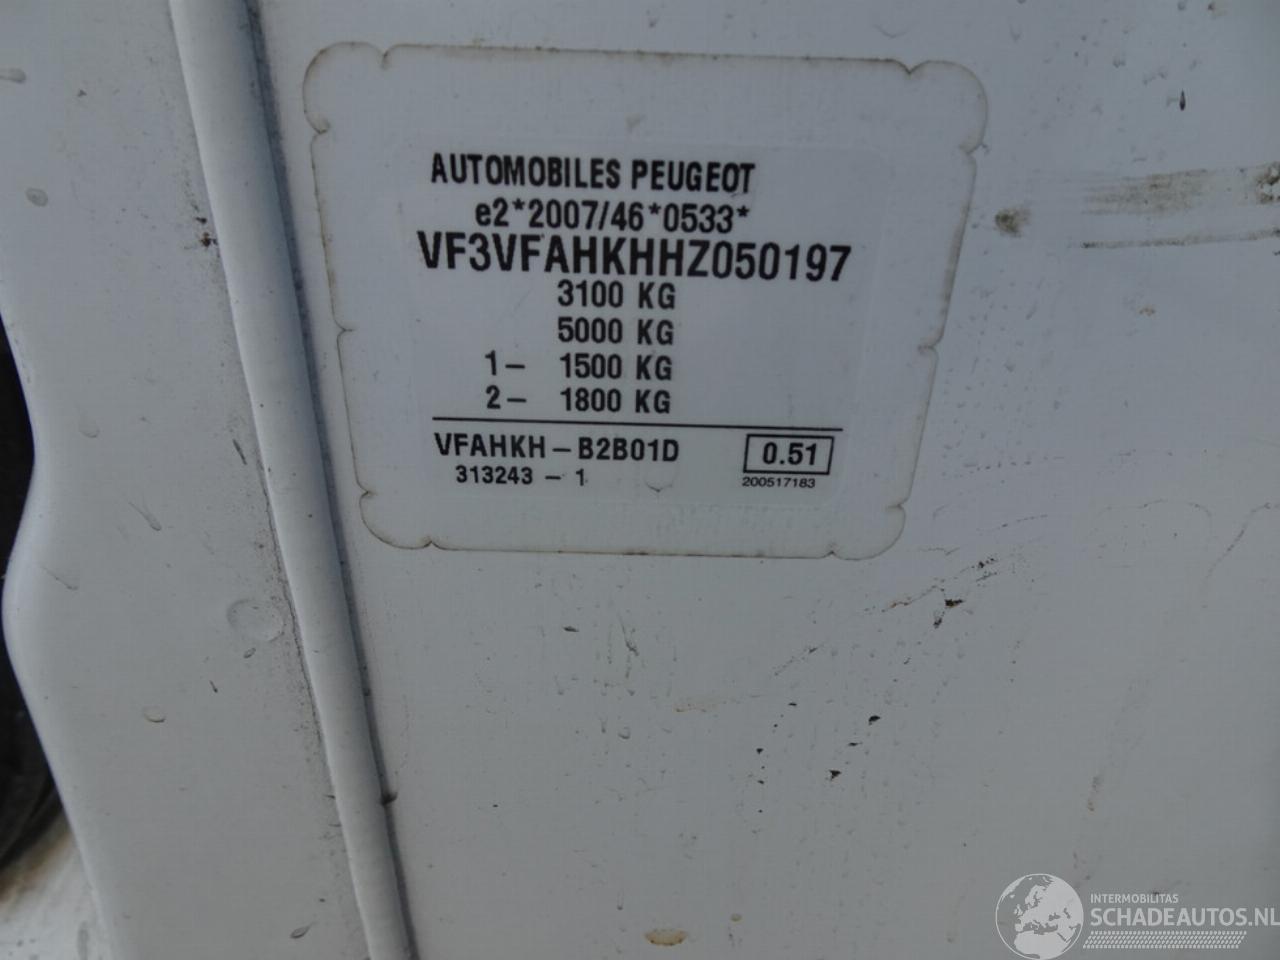 AUTOMOBILES PEUGEOT
e2*2007/46*0533*
VF3VFAHKHHZ050197
3100 KG
5000 KG
1- 1500 KG
2- 1800 KG
VFAHKH-B2B01D 0.51
313243-1 200517183
INTERMOBILITAS
SCHADEAUTOS.NL